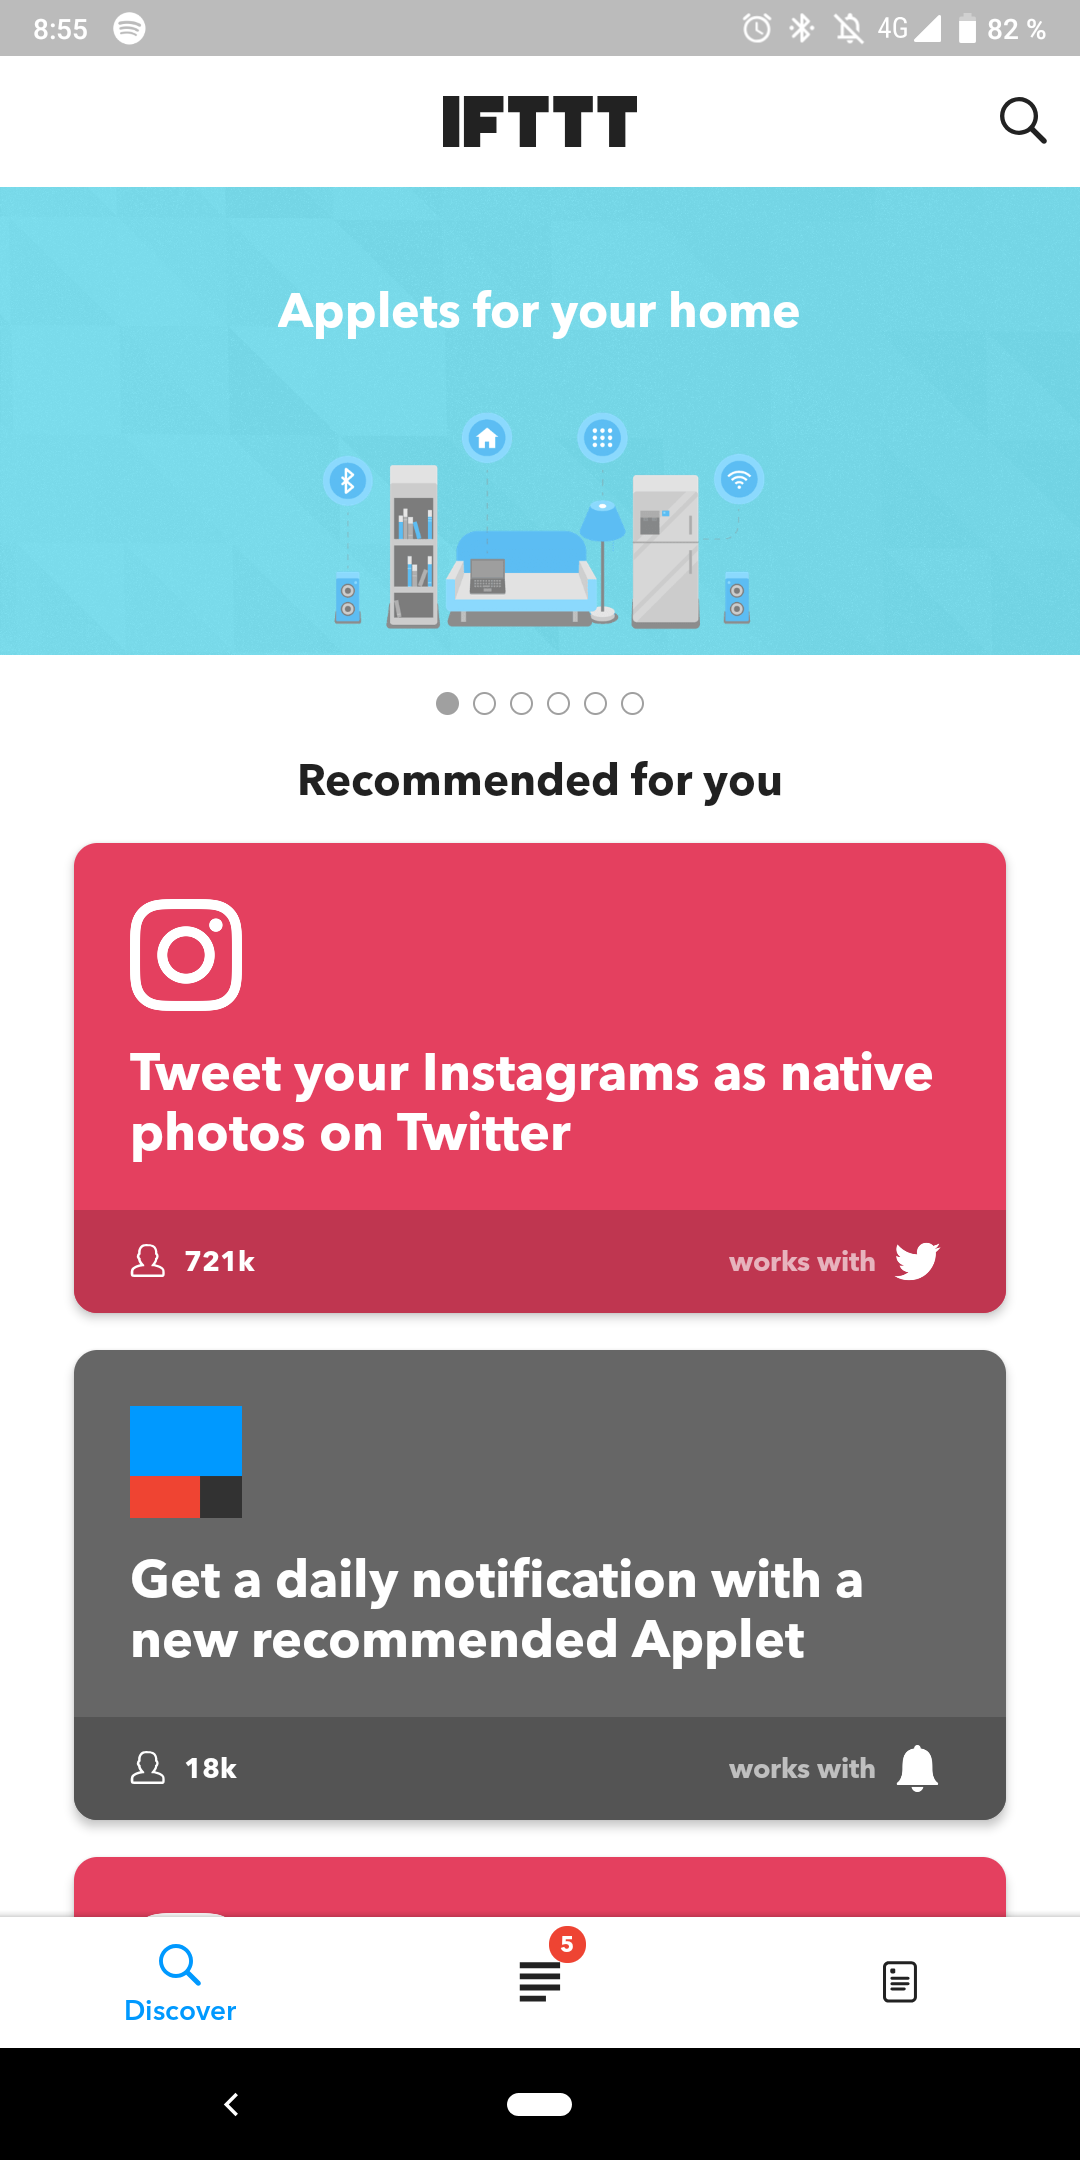 8:55
4G
82 %
IFTTT
Applets for your home
Recommended for you
Tweet your Instagrams as native
photos on Twitter
721k
works with
Get a daily notification with a
new recommended Applet
18k
works with
5
Discover